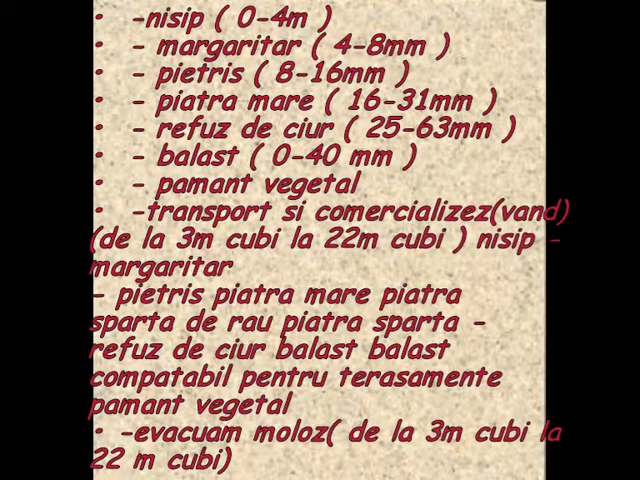 • -nisip ( 0-4m )
• - margaritar ( 4-8mm )
• - pietris ( 8-16mm )
• - piatra mare ( 16-31mm )
• - refuz de ciur ( 25-63mm )
• - balast ( 0-40 mm )
• - pamant vegetal
• -transport si comercializez(vand)
(de la 3m cubi la 22m cubi ) nisip -
margaritar
- pietris piatra mare piatra
sparta de rau piatra sparta -
refuz de ciur balast balast
compatabil pentru terasamente
pamant vegetal
• -evacuam moloz( de la 3m cubi la
22 m cubi)